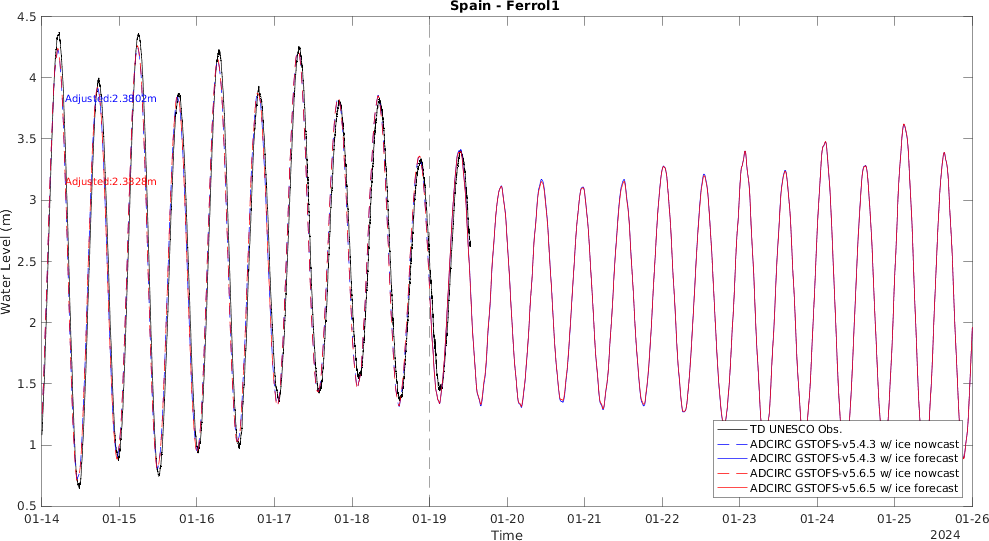 Spain - Ferrol1
Water Level (m)
4.5
4
3.5
3
2.5
2
1.5
1
0.5
Adjusted:2.3802m
Adjusted:2.3328m
TD UNESCO Obs.
ADCIRC GSTOFS-v5.4.3 w/ ice nowcast
ADCIRC GSTOFS-v5.4.3 w/ ice forecast
ADCIRC GSTOFS-v5.6.5 w/ ice nowcast
ADCIRC GSTOFS-v5.6.5 w/ ice forecast
01-14 01-15 01-16 01-17 01-18 01-19 01-20 01-21 01-22 01-23 01-24 01-25 01-26
Time
2024